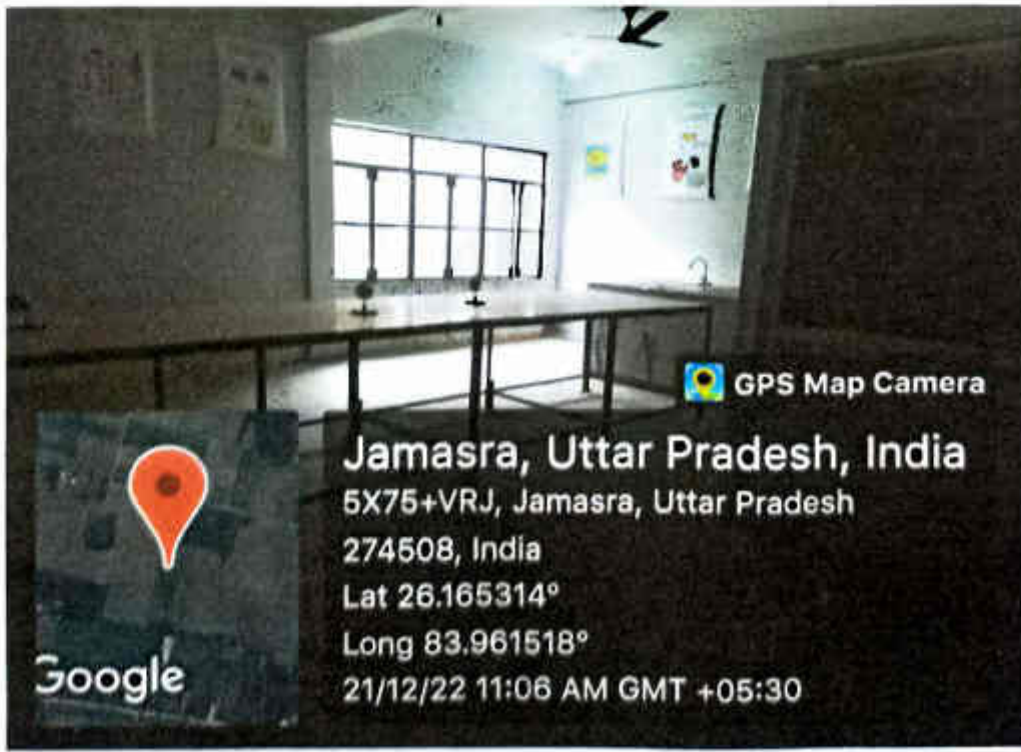 GPS Map Camera
Jamasra, Uttar Pradesh, India
5X75+VRJ, Jamasra, Uttar Pradesh
274508, India
Lat 26.165314°
Long 83.961518°
21/12/22 11:06 AM GMT +05:30
Google